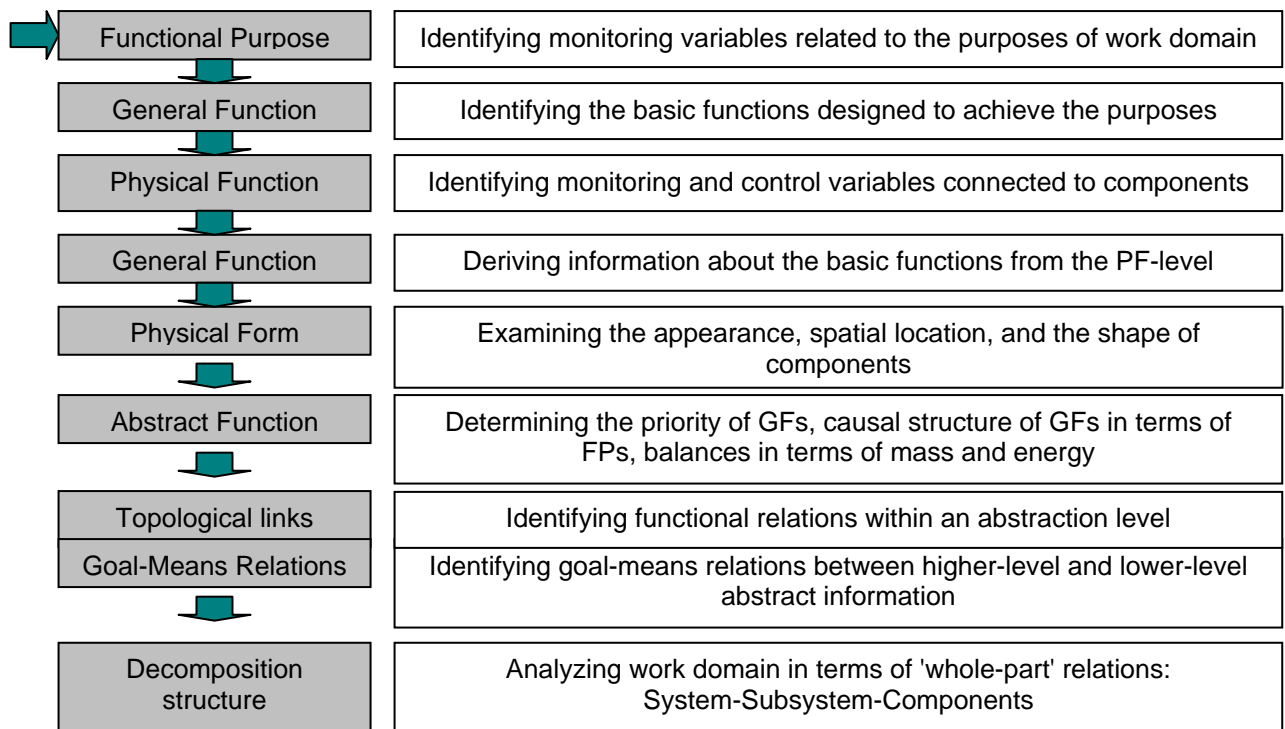 Functional Purpose
Identifying monitoring variables related to the purposes of work domain
General Function
Identifying the basic functions designed to achieve the purposes
Physical Function
Identifying monitoring and control variables connected to components
General Function
Deriving information about the basic functions from the PF-level
Physical Form
Examining the appearance, spatial location, and the shape of
components
Abstract Function
Determining the priority of GFs, causal structure of GFs in terms of
FPs, balances in terms of mass and energy
Topological links
Identifying functional relations within an abstraction level
Goal-Means Relations
Identifying goal-means relations between higher-level and lower-level
abstract information
Decomposition
structure
Analyzing work domain in terms of 'whole-part' relations:
System-Subsystem-Components